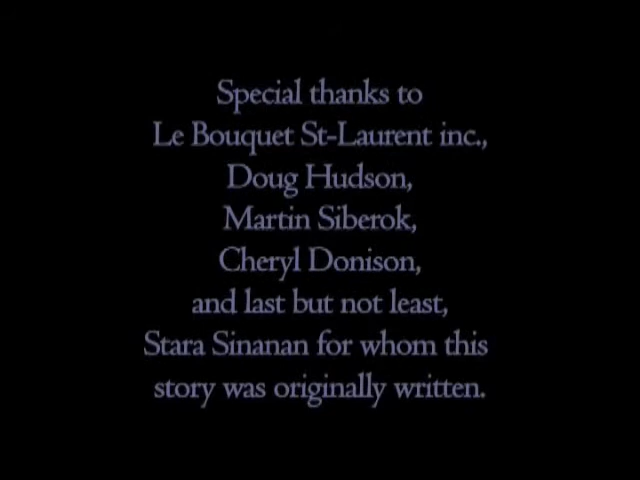 Special thanks to
Le Bouquet St-Laurent inc.,
Doug Hudson,
Martin Siberok,
Cheryl Donison,
and last but not least,
Stara Sinanan for whom this
story was originally written.